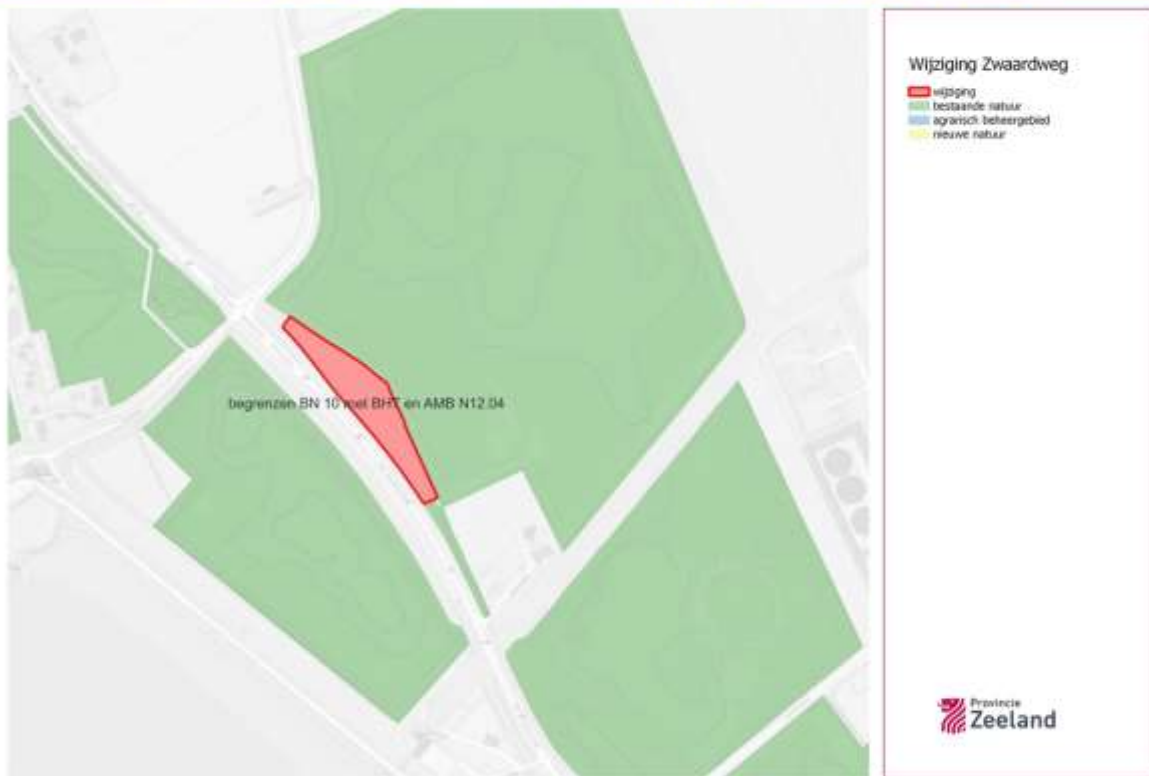 Wijziging Zwaardweg
wijziging
bestaande natuur
agrarisch beheergebied
nieuwe natuur
begrenzen BN 10 met BHT en AMB N12.04
Provincie
Zeeland